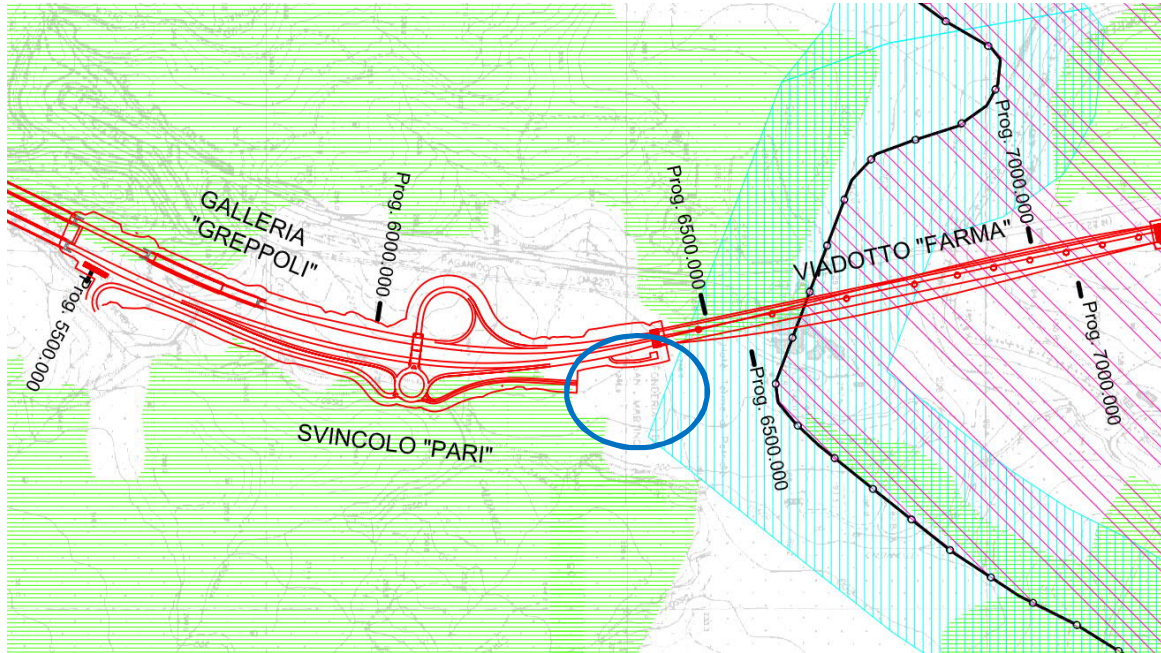 GALLERIA
"GREPPOLI"
Prog. 5500.000
Prog. 6000.000
SVINCOLO "PARI"
Prog. 6500.000
Prog. 6500.000
VIADOTTO "FARMA"
Prog. 7000.000
Prog. 7000.000